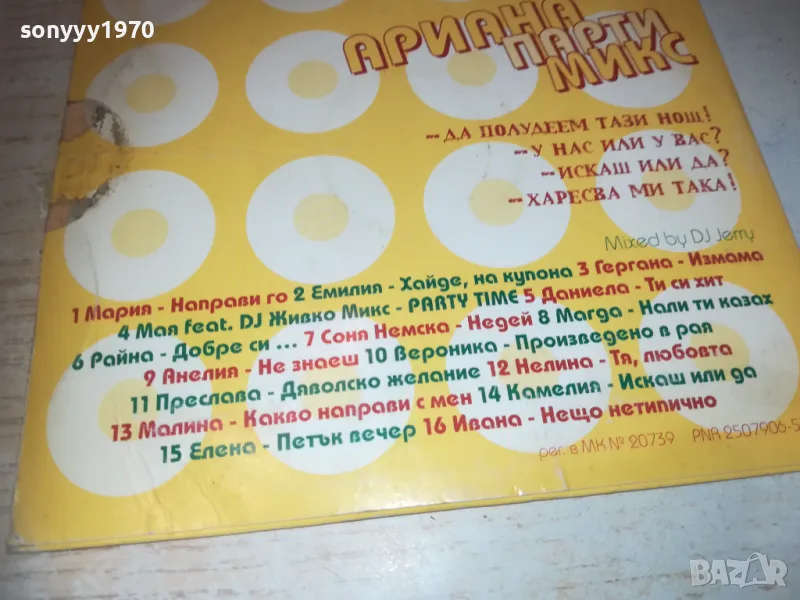 sonyyy1970
АРИАНА
ПАРТИ
МИКС
--ДА ПОЛУДЕЕМ ТАЗИ НОЩ!
--У НАС ИЛИ У ВАС?
--ИСКАШ ИЛИ ДА?
--ХАРЕСВА МИ ТАКА!
Mixed by DJ Jerry
1 Мария - Направи го 2 Емилия - Хайде, на купона 3 Гергана - Измама
4 Мая feat. DJ Живко Микс - PARTY TIME 5 Даниела - Ти си хит
6 Райна - Добре си ... 7 Соня Немска - Недей 8 Магда - Нали ти казах
9 Анелия - Не знаеш 10 Вероника - Произведено в рая
11 Преслава - Дяволско желание 12 Нелина - Тя, любовта
13 Малина - Какво направи с мен 14 Камелия - Искаш или да
15 Елена - Петък вечер 16 Ивана - Нещо нетипично
рег. в МК № 20739 PNR 2507906-5
BAZAR